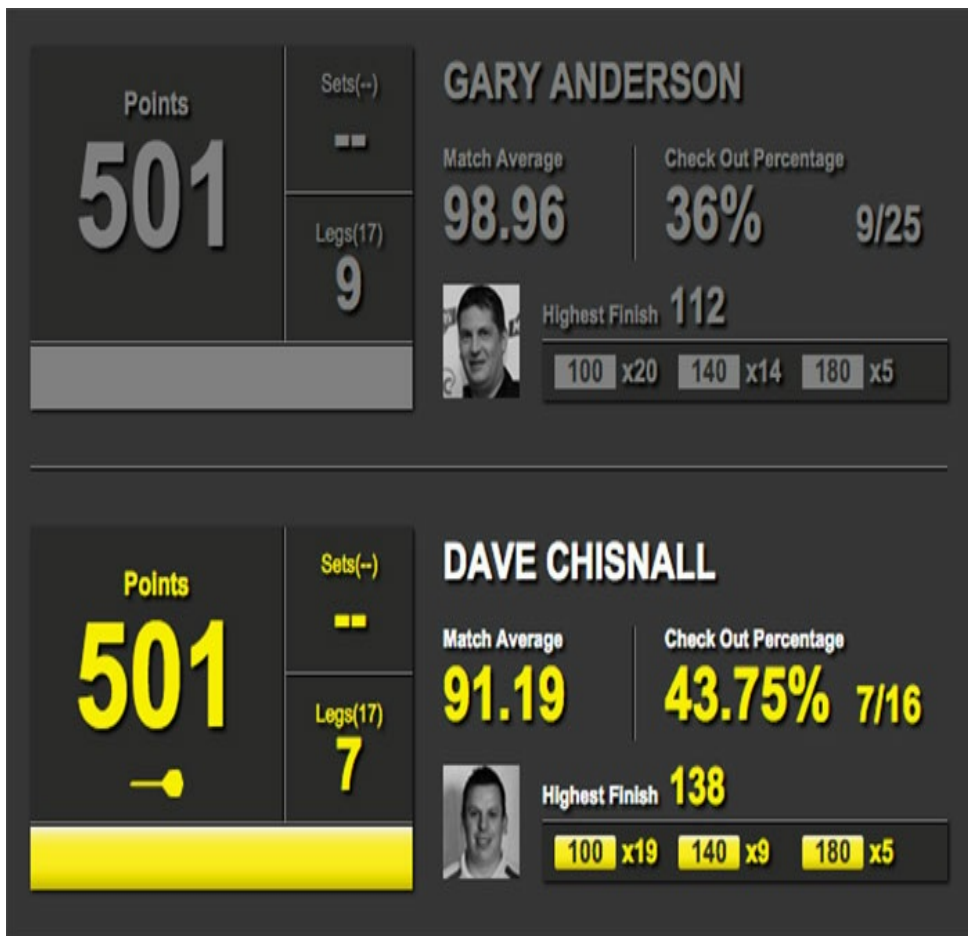 Points
501
Sets(--)
--
Legs(17)
9
GARY ANDERSON
Match Average
98.96
Check Out Percentage
36% 9/25
Highest Finish 112
100 x20 140 x14 180 x5
Points
501
Sets(--)
--
Legs(17)
7
DAVE CHISNALL
Match Average
91.19
Check Out Percentage
43.75% 7/16
Highest Finish 138
100 x19 140 x9 180 x5